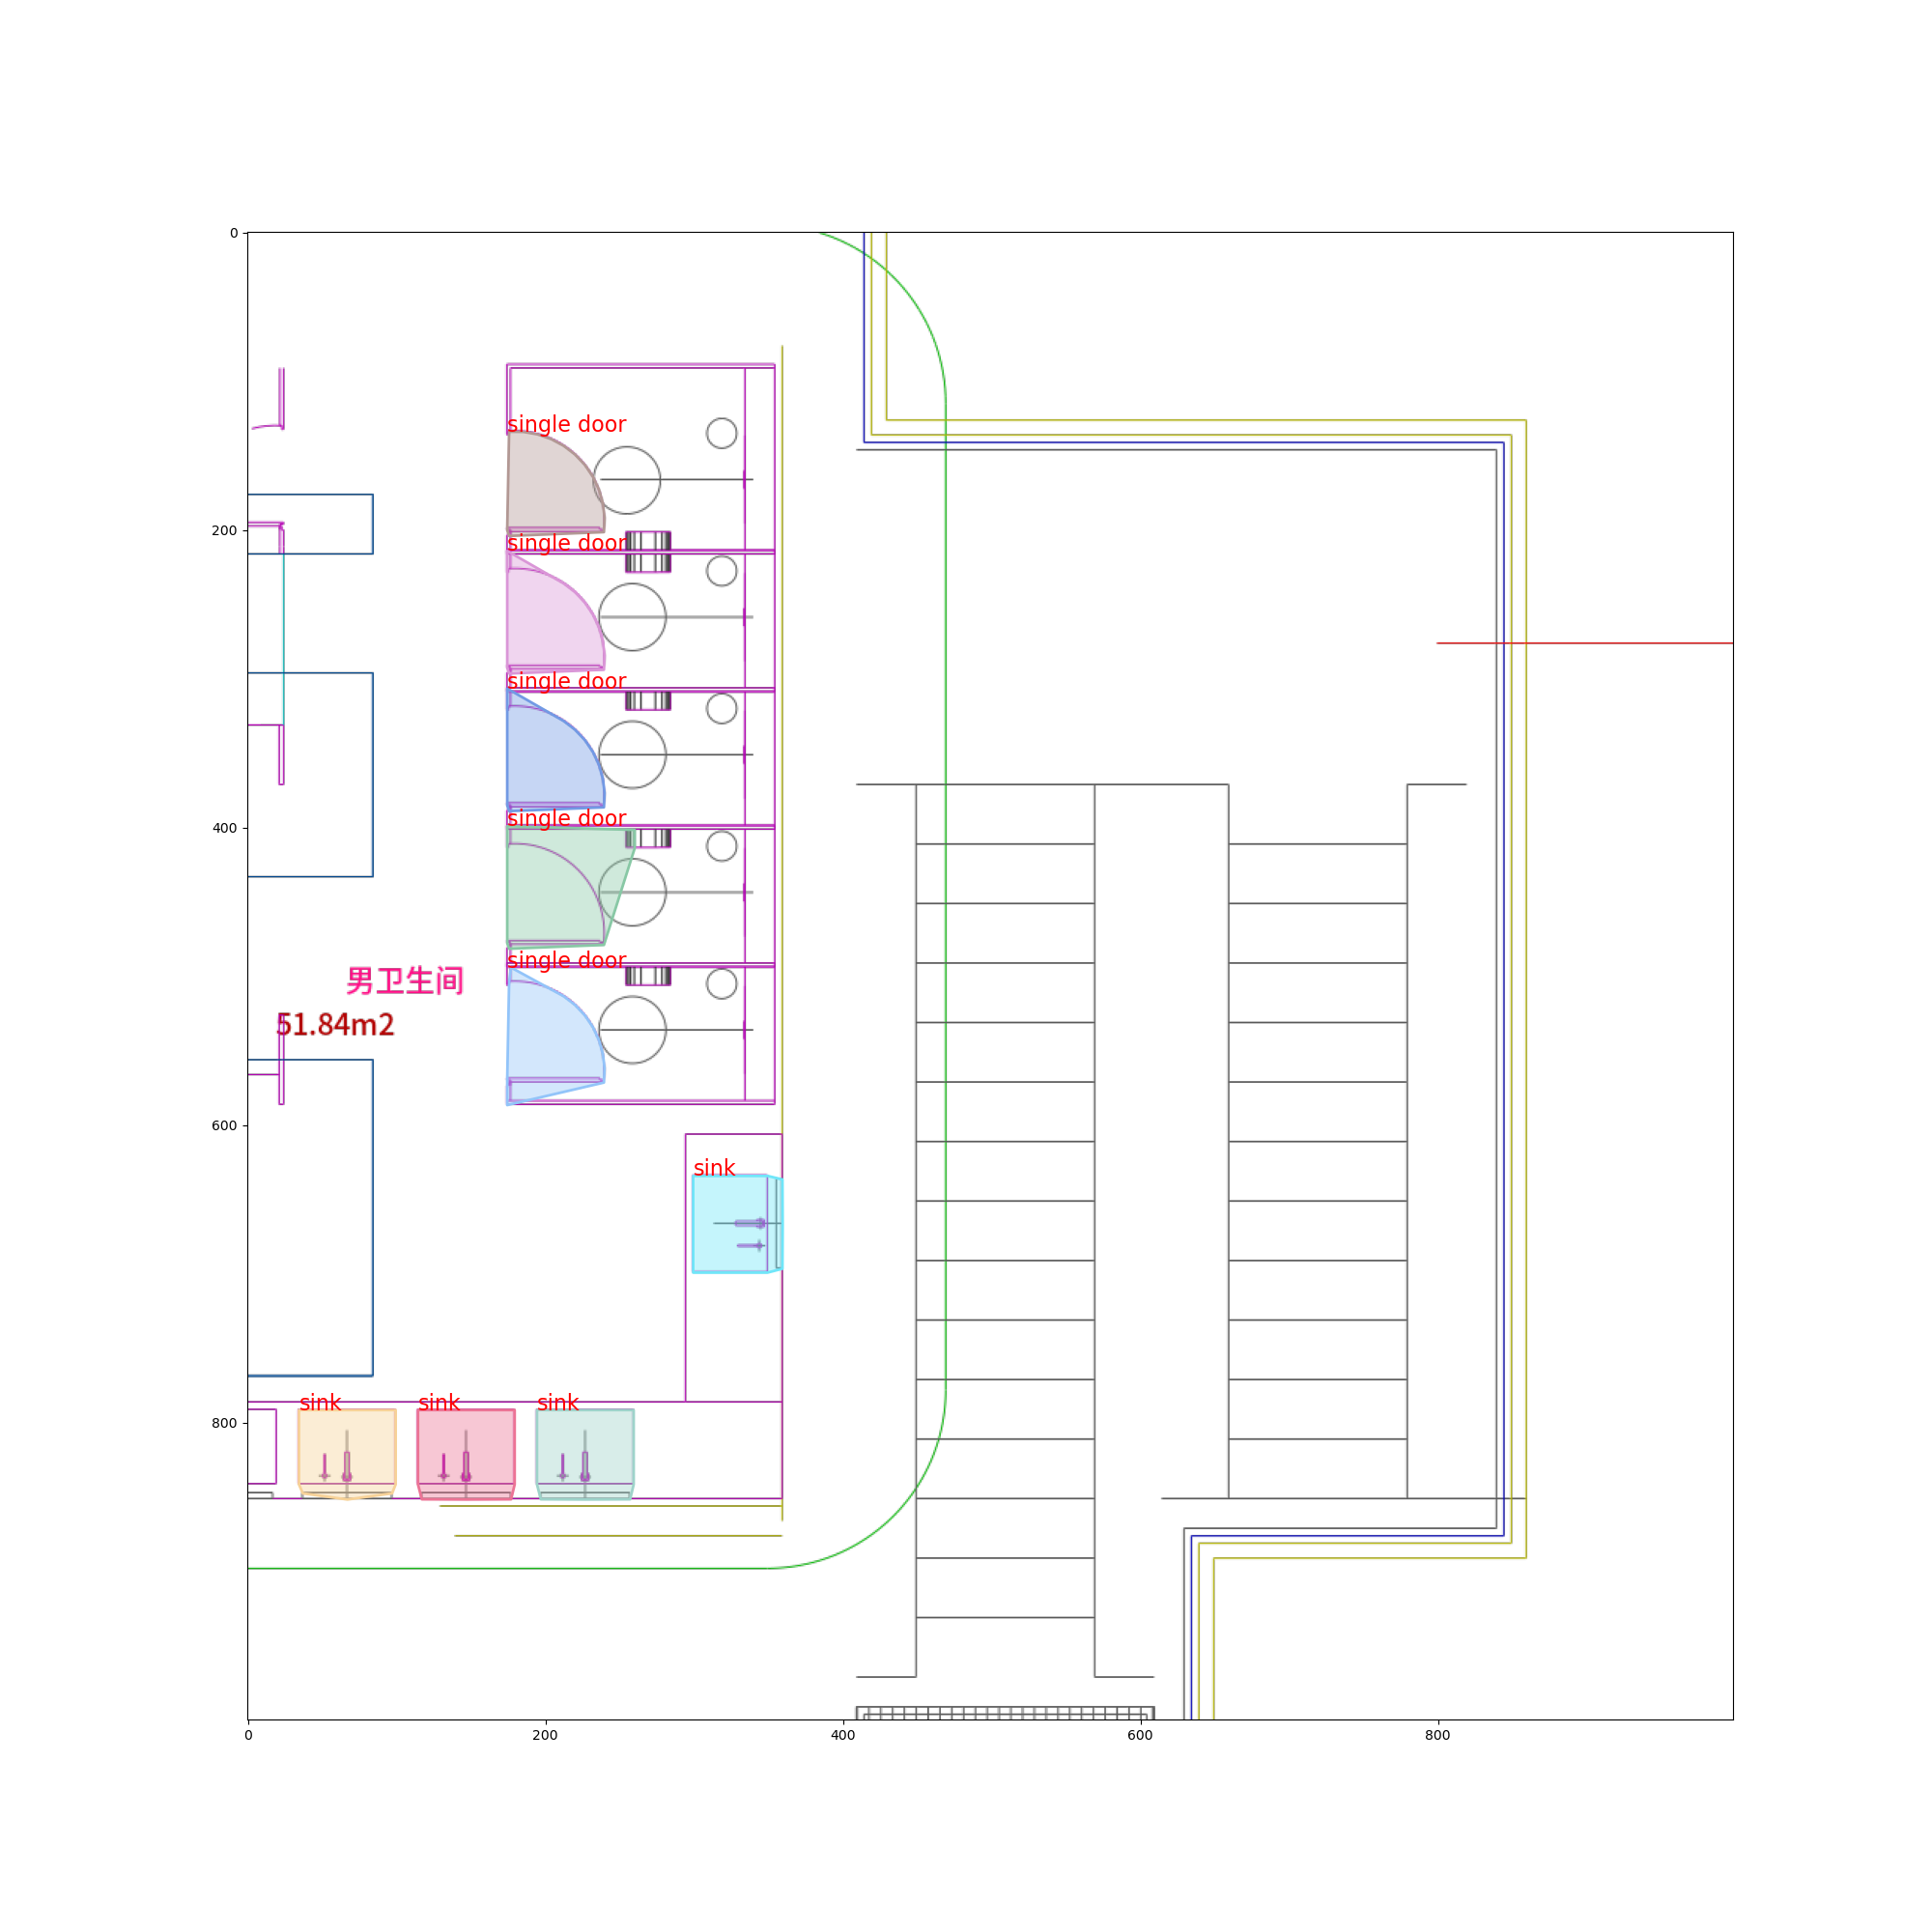 0
single door
200
single door
single door
400
single door
single door
男卫生间
51.84m2
600
sink
800
sink sink sink
0 200 400 600 800